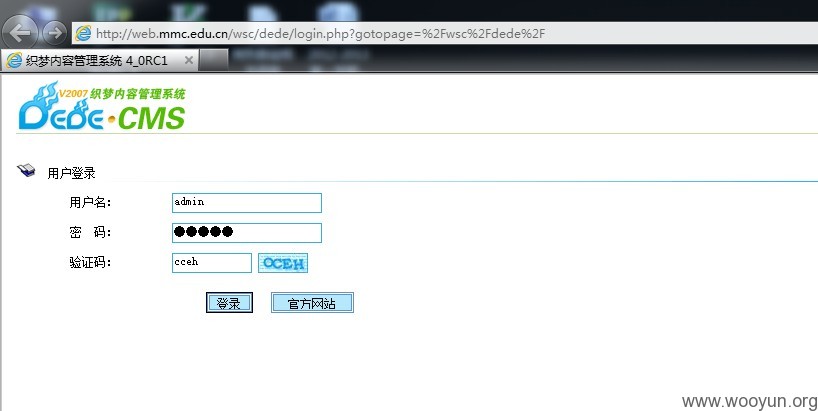 http://web.mmc.edu.cn/wsc/dede/login.php?gotopage=%2Fwsc%2Fdede%2F
织梦内容管理系统 4_0RC1
V2007 织梦内容管理系统
DEDE·CMS
用户登录
用户名： admin
密 码： ●●●●●
验证码： cceh OCEH
登录 官方网站
www.wooyun.org